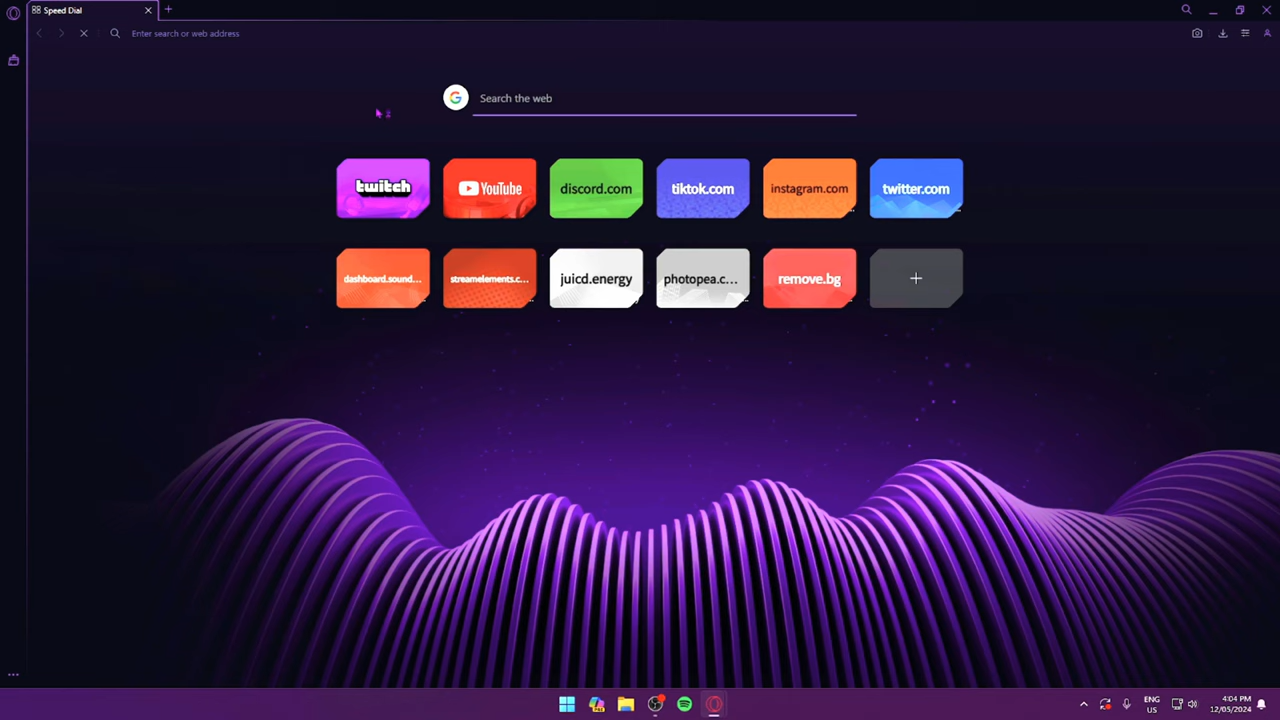 Speed Dial
Enter search or web address
Search the web
twitch
YouTube
discord.com
tiktok.com
instagram.com
twitter.com
dashboard.sound...
streamelements.c...
juicd.energy
photopea.c...
remove.bg
ENG
US
4:04 PM
12/05/2024